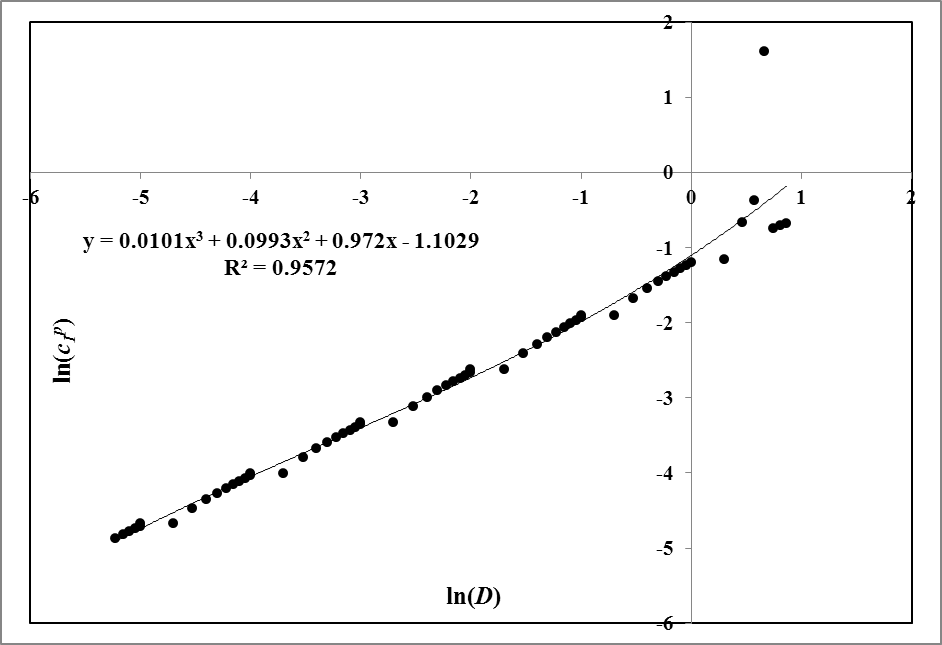 2
1
0
-6 -5 -4 -3 -2 -1 0 1 2
y = 0.0101x³ + 0.0993x² + 0.972x - 1.1029
R² = 0.9572
-1
-2
ln(c₁ᵖ)
-3
-4
-5
ln(D)
-6